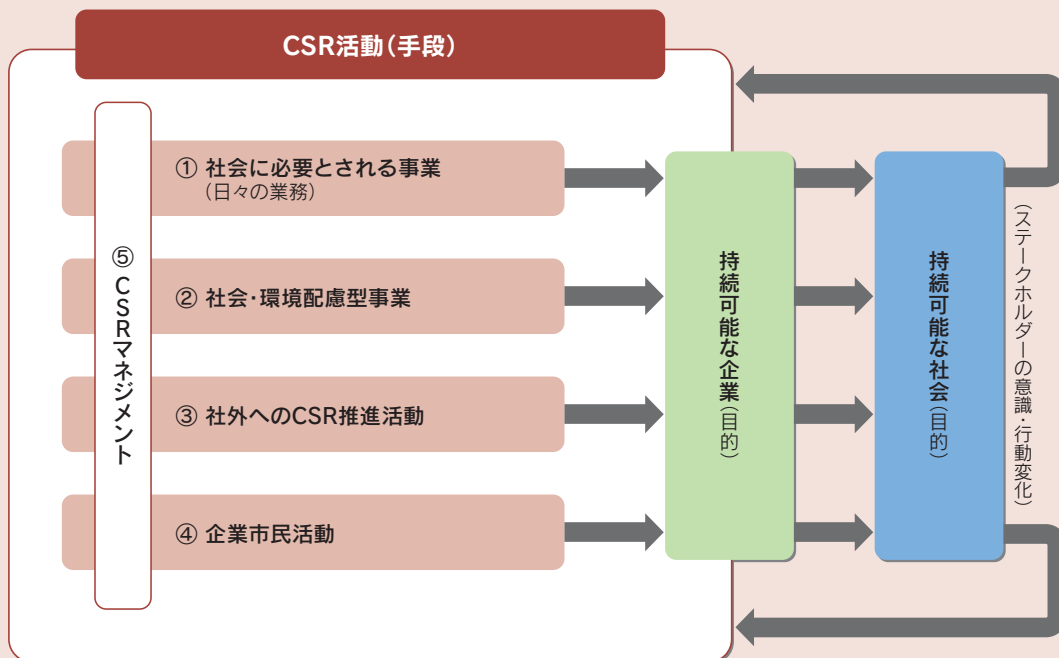 CSR活動(手段)
① 社会に必要とされる事業
(日々の業務)
② 社会・環境配慮型事業
③ 社外へのCSR推進活動
④ 企業市民活動
⑤ CSRマネジメント
持続可能な企業(目的)
持続可能な社会(目的)
(ステークホルダーの意識・行動変化)